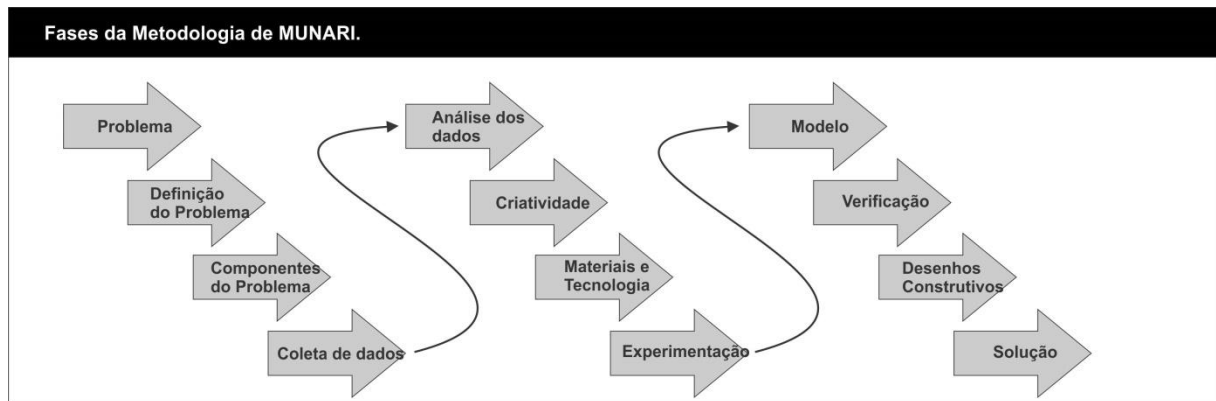 Fases da Metodologia de MUNARI.
Problema
Definição
do Problema
Componentes
do Problema
Coleta de dados
Análise dos
dados
Criatividade
Materiais e
Tecnologia
Experimentação
Modelo
Verificação
Desenhos
Construtivos
Solução